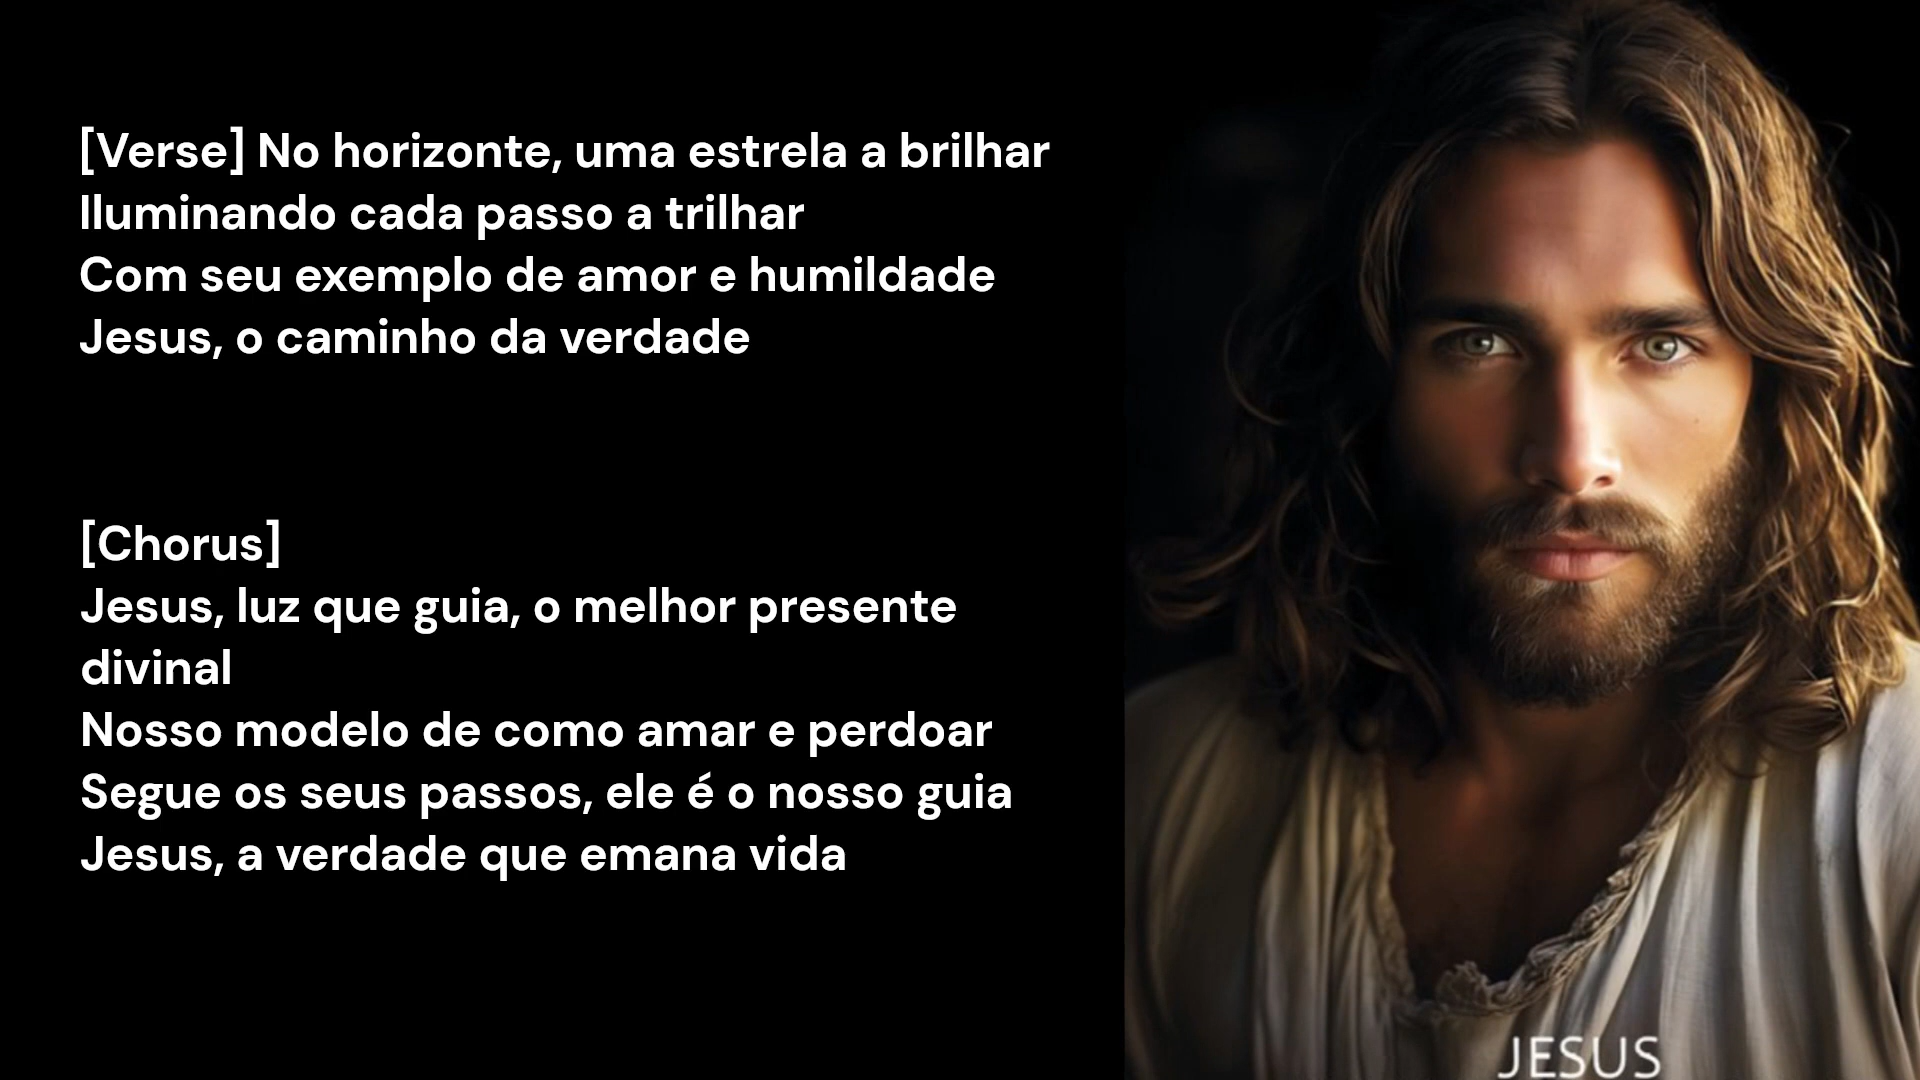 [Verse] No horizonte, uma estrela a brilhar
Iluminando cada passo a trilhar
Com seu exemplo de amor e humildade
Jesus, o caminho da verdade
[Chorus]
Jesus, luz que guia, o melhor presente
divinal
Nosso modelo de como amar e perdoar
Segue os seus passos, ele é o nosso guia
Jesus, a verdade que emana vida
JESUS